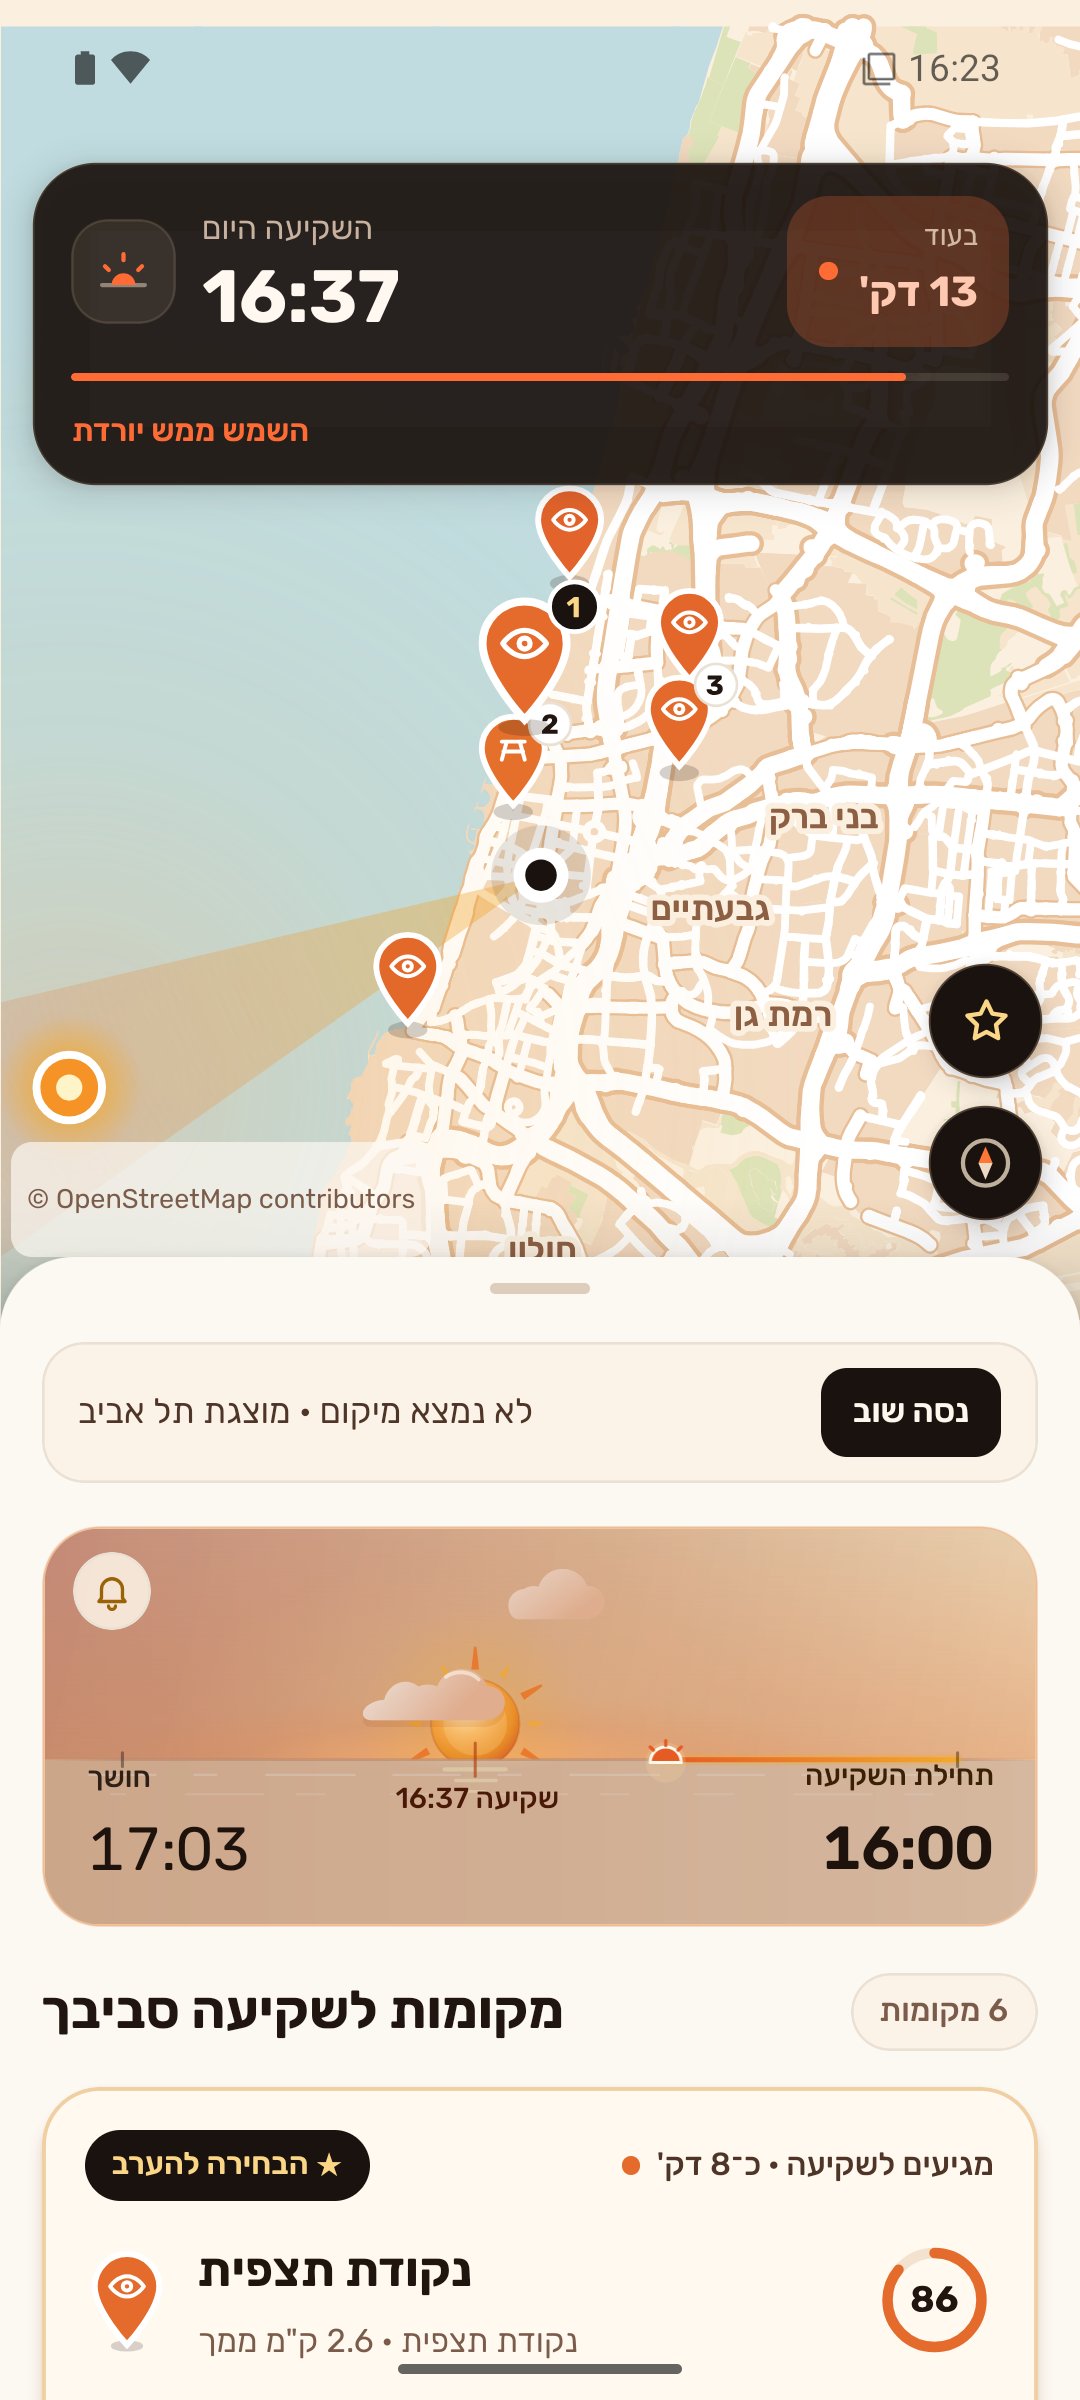 16:23
השקיעה היום
16:37
בעוד
13 דק'
השמש ממש יורדת
1
3
2
בני ברק
גבעתיים
רמת גן
© OpenStreetMap contributors
חולון
לא נמצא מיקום • מוצגת תל אביב
נסה שוב
תחילת השקיעה
16:00
שקיעה 16:37
חושך
17:03
מקומות לשקיעה סביבך
6 מקומות
★ הבחירה להערב
מגיעים לשקיעה • כ־8 דק'
נקודת תצפית
נקודת תצפית • 2.6 ק"מ ממך
86